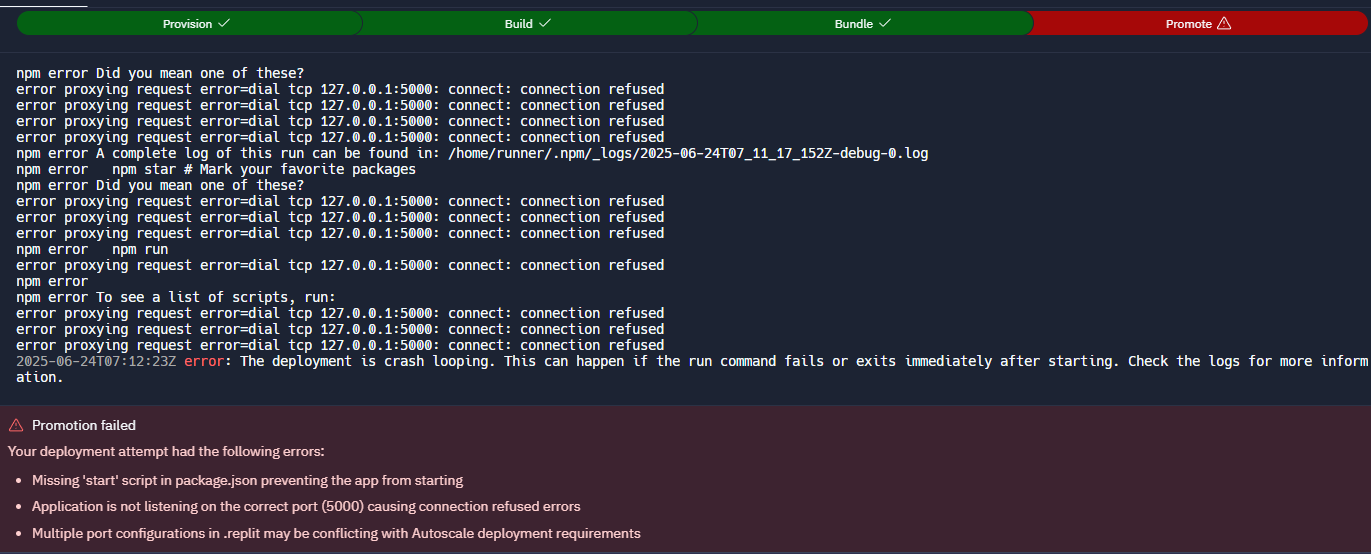 Provision
Build
Bundle
Promote
npm error Did you mean one of these?
error proxying request error=dial tcp 127.0.0.1:5000: connect: connection refused
error proxying request error=dial tcp 127.0.0.1:5000: connect: connection refused
error proxying request error=dial tcp 127.0.0.1:5000: connect: connection refused
error proxying request error=dial tcp 127.0.0.1:5000: connect: connection refused
npm error A complete log of this run can be found in: /home/runner/.npm/_logs/2025-06-24T07_11_17_152Z-debug-0.log
npm error   npm star # Mark your favorite packages
npm error Did you mean one of these?
error proxying request error=dial tcp 127.0.0.1:5000: connect: connection refused
error proxying request error=dial tcp 127.0.0.1:5000: connect: connection refused
error proxying request error=dial tcp 127.0.0.1:5000: connect: connection refused
npm error   npm run
error proxying request error=dial tcp 127.0.0.1:5000: connect: connection refused
npm error
npm error To see a list of scripts, run:
error proxying request error=dial tcp 127.0.0.1:5000: connect: connection refused
error proxying request error=dial tcp 127.0.0.1:5000: connect: connection refused
error proxying request error=dial tcp 127.0.0.1:5000: connect: connection refused
2025-06-24T07:12:23Z error: The deployment is crash looping. This can happen if the run command fails or exits immediately after starting. Check the logs for more inform
ation.
Promotion failed
Your deployment attempt had the following errors:
• Missing 'start' script in package.json preventing the app from starting
• Application is not listening on the correct port (5000) causing connection refused errors
• Multiple port configurations in .replit may be conflicting with Autoscale deployment requirements